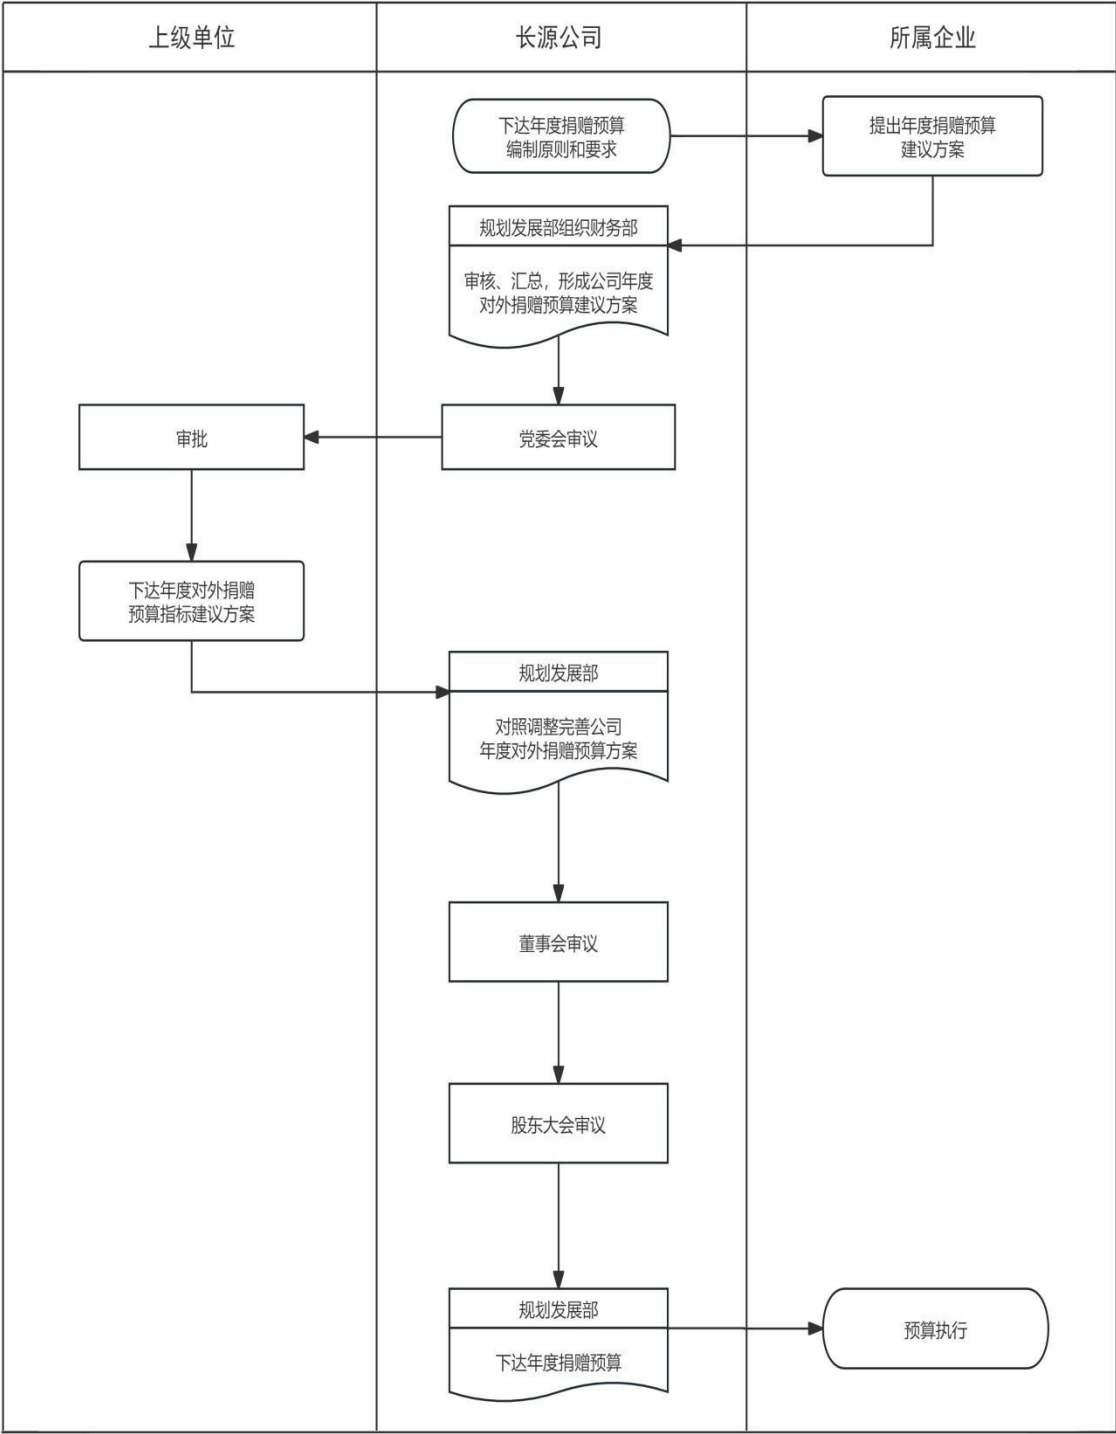 上级单位
长源公司
所属企业
下达年度捐赠预算
编制原则和要求
提出年度捐赠预算
建议方案
规划发展部组织财务部
审核、汇总，形成公司年度
对外捐赠预算建议方案
审批
党委会审议
下达年度对外捐赠
预算指标建议方案
规划发展部
对照调整完善公司
年度对外捐赠预算方案
董事会审议
股东大会审议
规划发展部
下达年度捐赠预算
预算执行